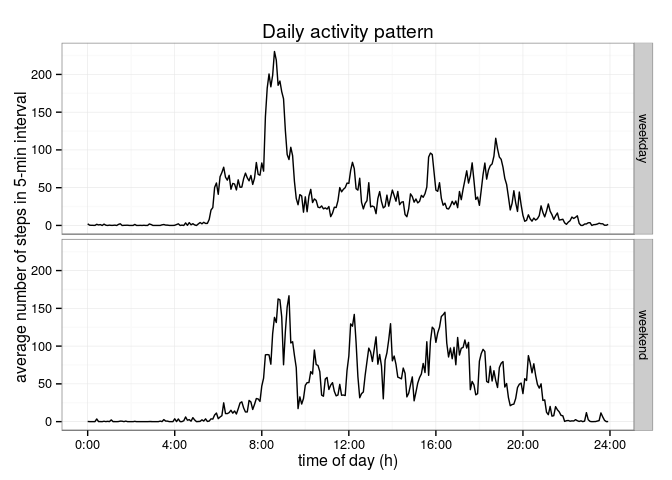 Daily activity pattern
average number of steps in 5-min interval
200
150
100
50
0
weekday
200
150
100
50
0
weekend
0:00 4:00 8:00 12:00 16:00 20:00 24:00
time of day (h)